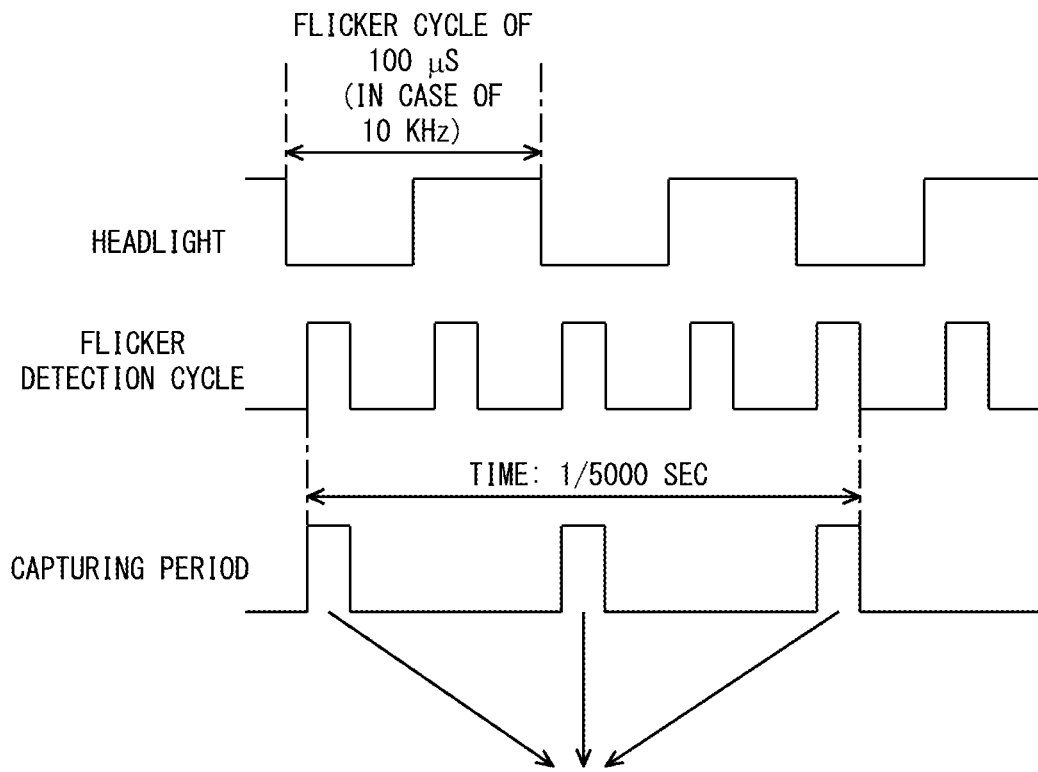 FLICKER CYCLE OF
100 μS
(IN CASE OF
10 KHz)
HEADLIGHT
FLICKER
DETECTION CYCLE
TIME: 1/5000 SEC
CAPTURING PERIOD